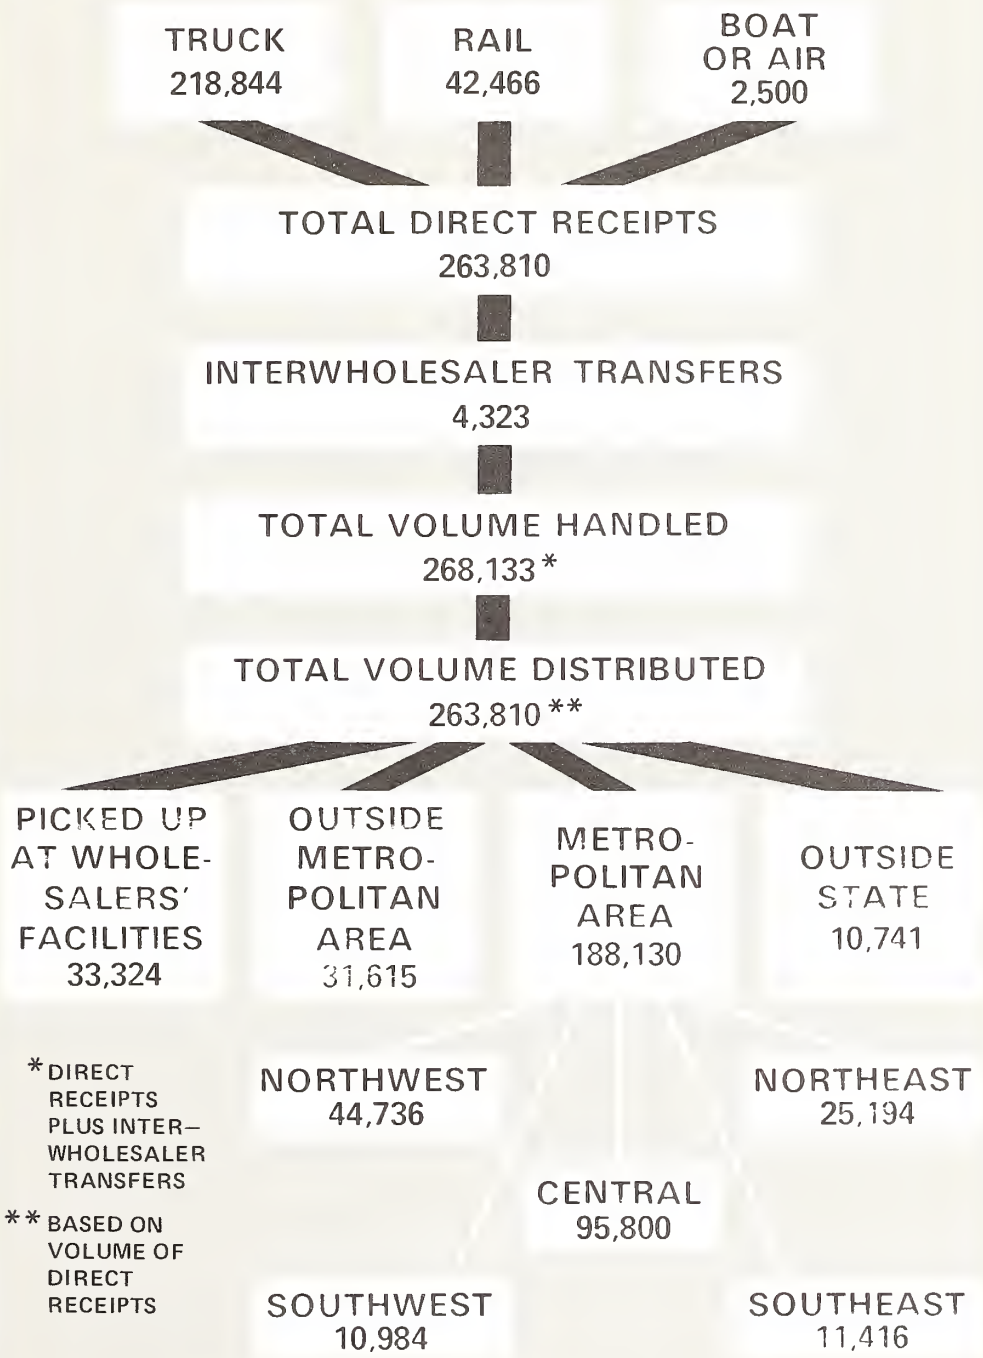 TRUCK
218,844
RAIL
42,466
BOAT
OR AIR
2,500
TOTAL DIRECT RECEIPTS
263,810
INTERWHOLESALER TRANSFERS
4,323
TOTAL VOLUME HANDLED
268,133*
TOTAL VOLUME DISTRIBUTED
263,810**
PICKED UP
AT WHOLE-
SALERS'
FACILITIES
33,324
OUTSIDE
METRO-
POLITAN
AREA
31,615
METRO-
POLITAN
AREA
188,130
OUTSIDE
STATE
10,741
NORTHWEST
44,736
NORTHEAST
25,194
CENTRAL
95,800
SOUTHWEST
10,984
SOUTHEAST
11,416
*DIRECT
RECEIPTS
PLUS INTER–
WHOLESALER
TRANSFERS
**BASED ON
VOLUME OF
DIRECT
RECEIPTS